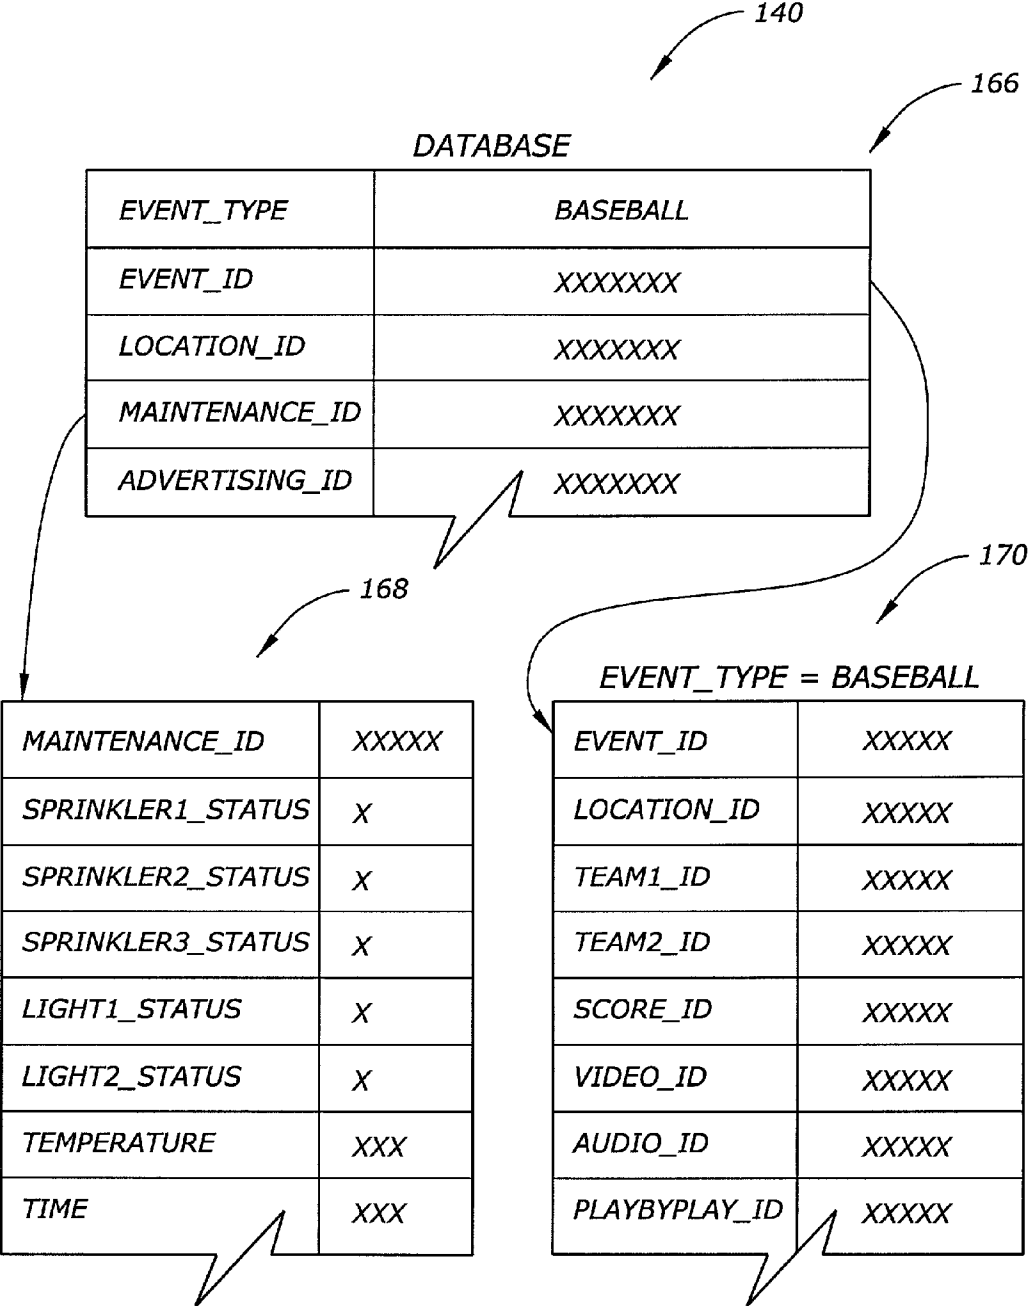 140
166
DATABASE
EVENT_TYPE BASEBALL
EVENT_ID XXXXXXX
LOCATION_ID XXXXXXX
MAINTENANCE_ID XXXXXXX
ADVERTISING_ID XXXXXXX
168
170
MAINTENANCE_ID XXXXX
SPRINKLER1_STATUS X
SPRINKLER2_STATUS X
SPRINKLER3_STATUS X
LIGHT1_STATUS X
LIGHT2_STATUS X
TEMPERATURE XXX
TIME XXX
EVENT_TYPE = BASEBALL
EVENT_ID XXXXX
LOCATION_ID XXXXX
TEAM1_ID XXXXX
TEAM2_ID XXXXX
SCORE_ID XXXXX
VIDEO_ID XXXXX
AUDIO_ID XXXXX
PLAYBYPLAY_ID XXXXX